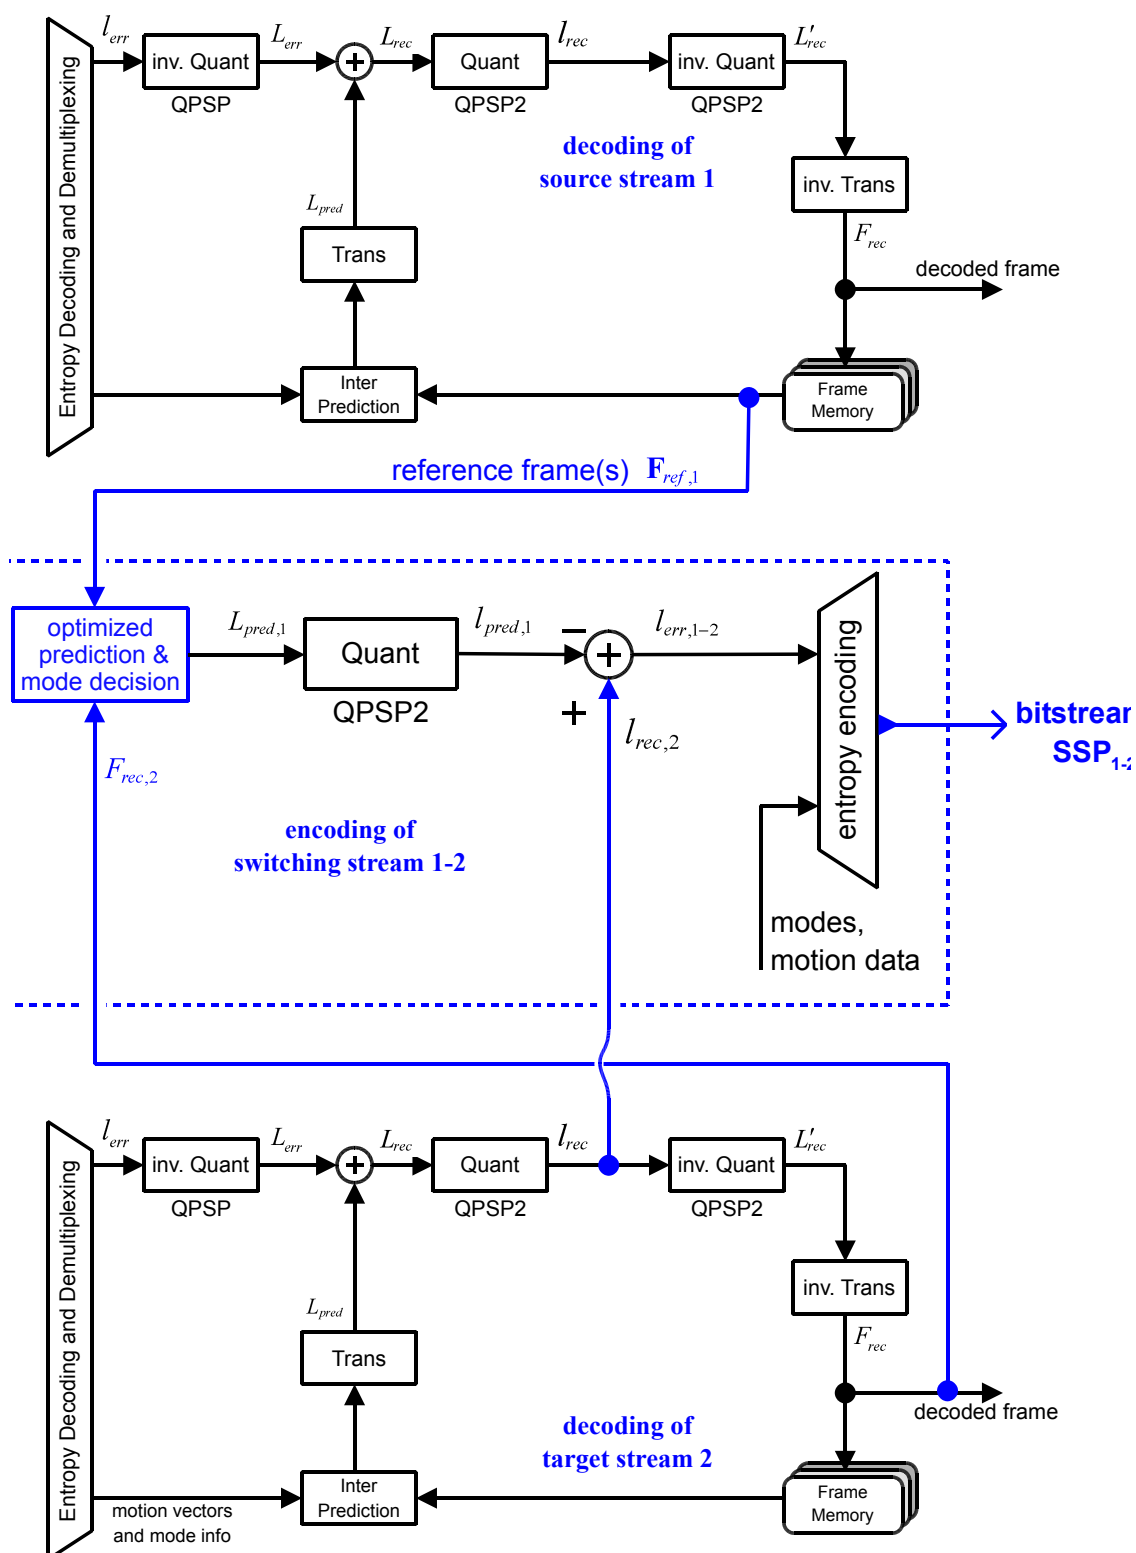 l_err
L_err
L_rec
l_rec
L'_rec
inv. Quant
QPSP
+
Quant
QPSP2
inv. Quant
QPSP2
Entropy Decoding and Demultiplexing
decoding of
source stream 1
inv. Trans
L_pred
Trans
F_rec
decoded frame
Inter
Prediction
Frame
Memory
reference frame(s) F_ref,1
optimized
prediction &
mode decision
L_pred,1
Quant
QPSP2
l_pred,1
−
+
+
l_err,1−2
l_rec,2
entropy encoding
bitstream
SSP_1-2
F_rec,2
encoding of
switching stream 1-2
modes,
motion data
l_err
L_err
L_rec
l_rec
L'_rec
inv. Quant
QPSP
+
Quant
QPSP2
inv. Quant
QPSP2
Entropy Decoding and Demultiplexing
inv. Trans
L_pred
Trans
F_rec
decoded frame
decoding of
target stream 2
Inter
Prediction
Frame
Memory
motion vectors
and mode info